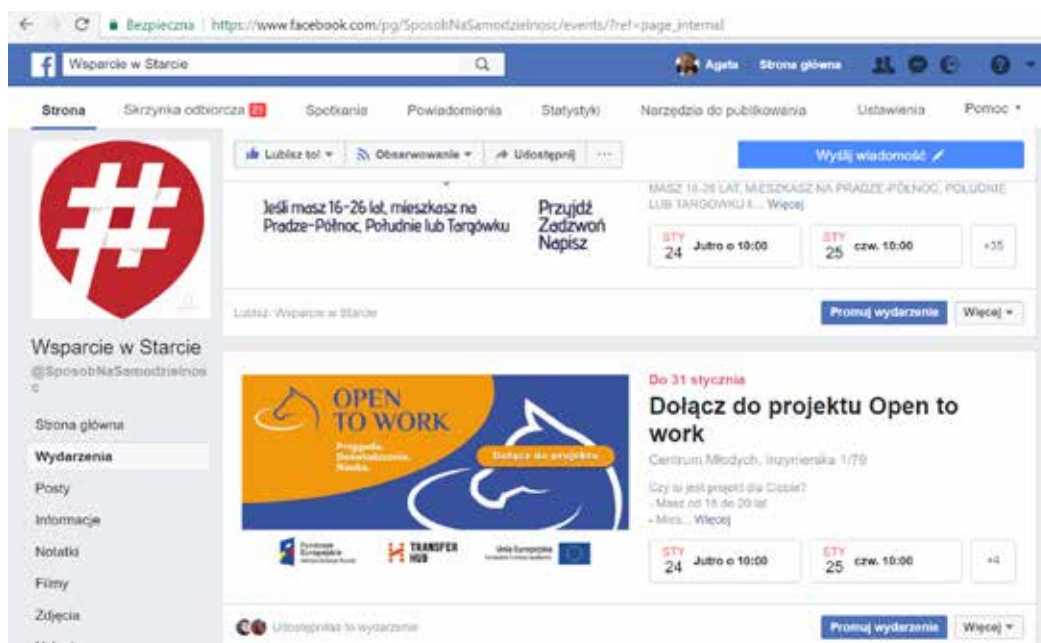 Bezpieczna https://www.facebook.com/pg/SposobNaSamodzielnosc/events/?ref=page_internal
Wsparcie w Starcie
Agata Strona główna
Strona Skrzynka odbiorcza 21 Spotkania Powiadomienia Statystyki Narzędzia do publikowania Ustawienia Pomoc
Lubisz to! Obserwowanie Udostępnij ...
Wyślij wiadomość
#
Jeśli masz 16-26 lat, mieszkasz na
Pradze-Północ, Południe lub Targówku
Przyjdź
Zadzwoń
Napisz
MASZ 16-26 LAT, MIESZKASZ NA PRADZE-PÓŁNOC, POŁUDNIE
LUB TARGÓWKU I... Więcej
STY
24 Jutro o 10:00
STY
25 czw. 10:00
+35
Lubisz: Wsparcie w Starcie
Promuj wydarzenie Więcej
Wsparcie w Starcie
@SposobNaSamodzielnos
c
Strona główna
Wydarzenia
Posty
Informacje
Notatki
Filmy
Zdjęcia
OPEN
TO WORK
Przygoda.
Doświadczenie.
Nauka.
Dołącz do projektu
Fundusze
Europejskie
TRANSFER
HUB
Unia Europejska
Do 31 stycznia
Dołącz do projektu Open to
work
Centrum Młodych, Inżynierska 1/79
Czy to jest projekt dla Ciebie?
- Masz od 16 do 20 lat
- Mies... Więcej
STY
24 Jutro o 10:00
STY
25 czw. 10:00
+4
Udostępniłaś to wydarzenie
Promuj wydarzenie Więcej